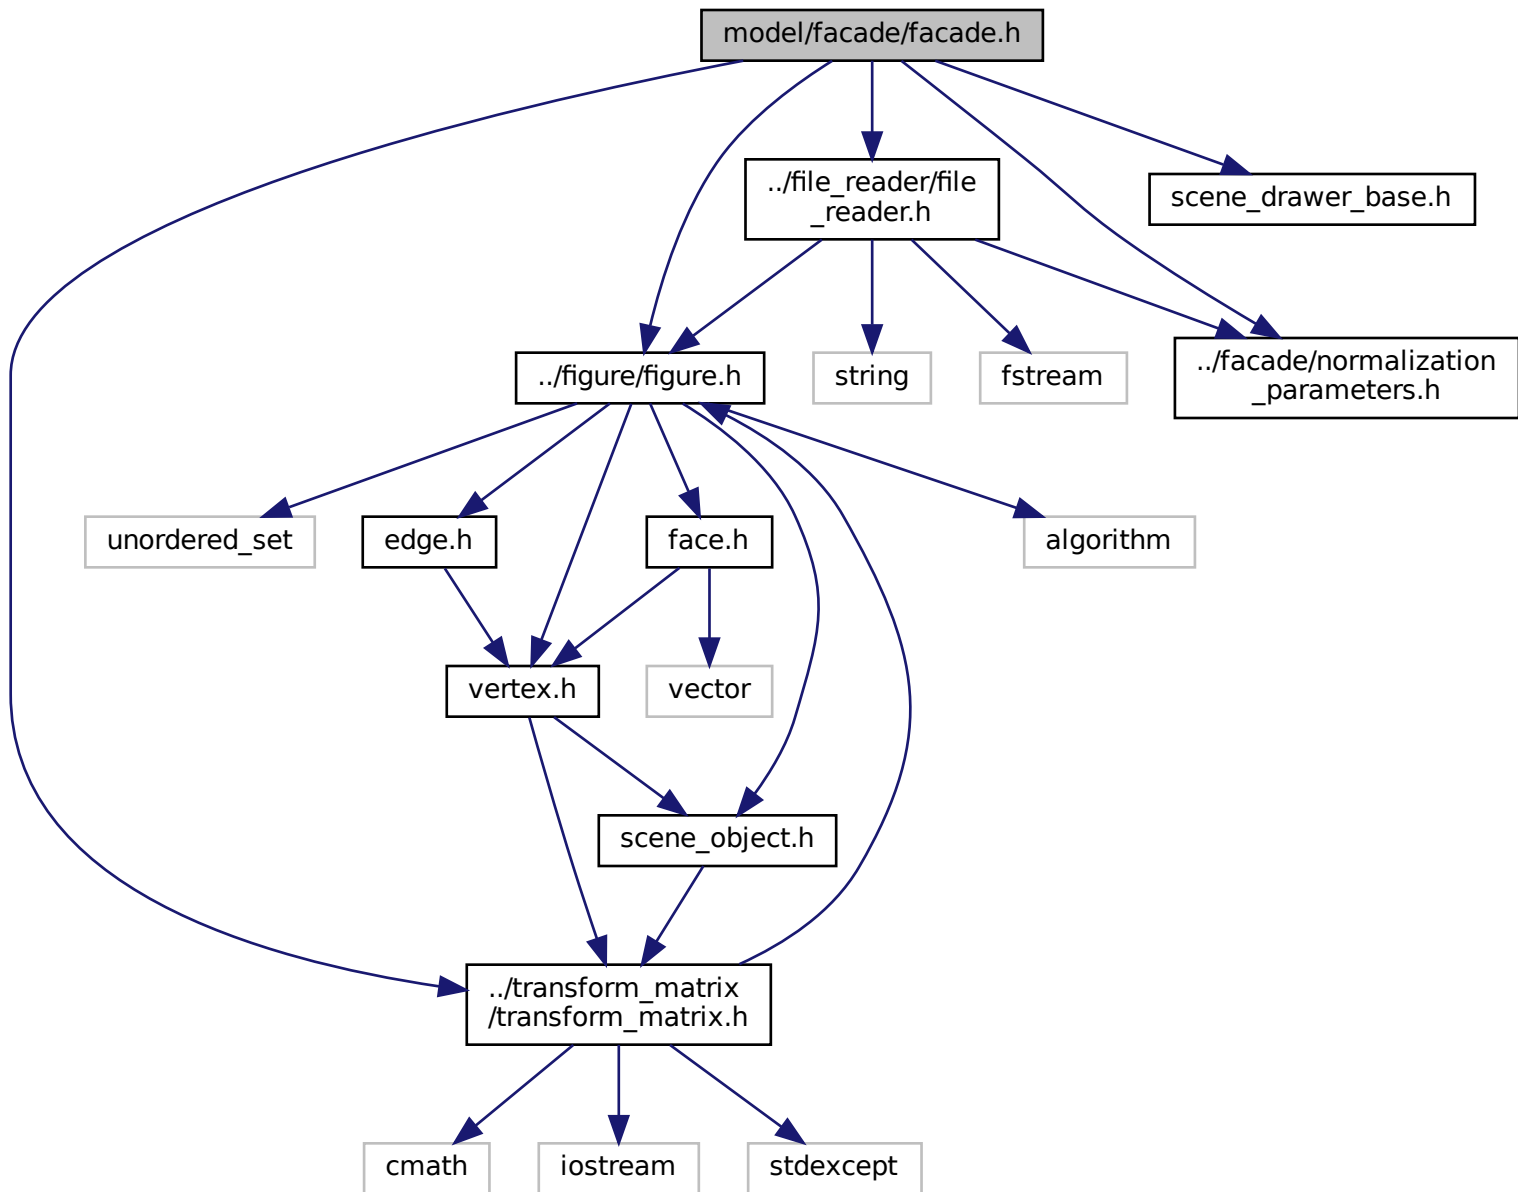 model/facade/facade.h
../file_reader/file
_reader.h
scene_drawer_base.h
../figure/figure.h
string
fstream
../facade/normalization
_parameters.h
unordered_set
edge.h
face.h
algorithm
vertex.h
vector
scene_object.h
../transform_matrix
/transform_matrix.h
cmath
iostream
stdexcept